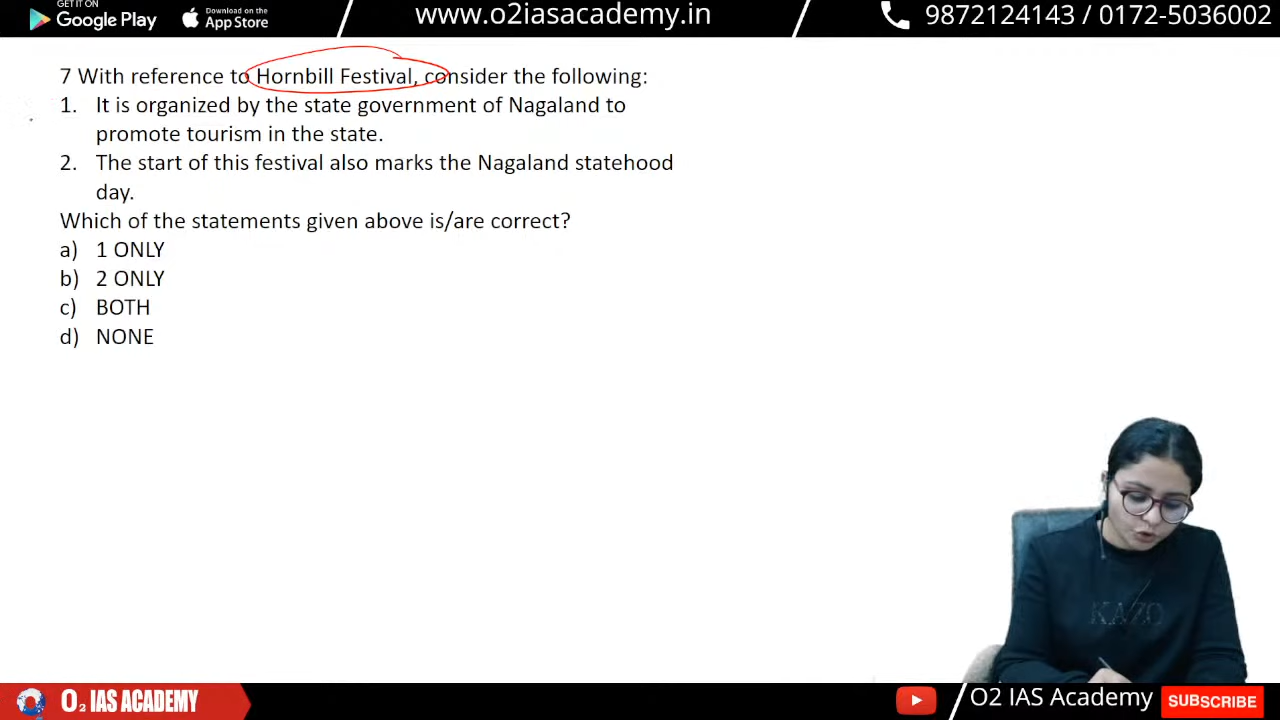 GET IT ON
Google Play
Download on the
App Store
www.o2iasacademy.in
9872124143 / 0172-5036002
7 With reference to Hornbill Festival, consider the following:
1. It is organized by the state government of Nagaland to
promote tourism in the state.
2. The start of this festival also marks the Nagaland statehood
day.
Which of the statements given above is/are correct?
a) 1 ONLY
b) 2 ONLY
c) BOTH
d) NONE
KAZO
O2 IAS ACADEMY
O2 IAS Academy
SUBSCRIBE